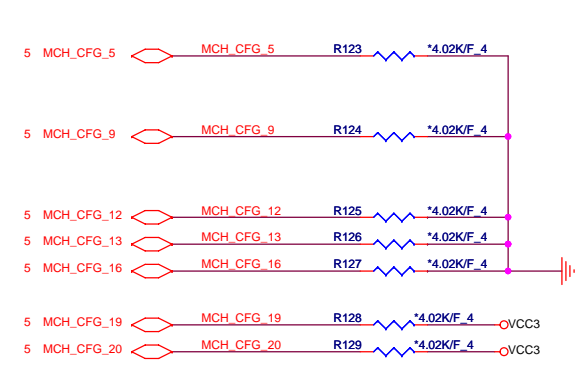 5 MCH_CFG_5 MCH_CFG_5 R123 *4.02K/F_4
5 MCH_CFG_9 MCH_CFG_9 R124 *4.02K/F_4
5 MCH_CFG_12 MCH_CFG_12 R125 *4.02K/F_4
5 MCH_CFG_13 MCH_CFG_13 R126 *4.02K/F_4
5 MCH_CFG_16 MCH_CFG_16 R127 *4.02K/F_4
5 MCH_CFG_19 MCH_CFG_19 R128 *4.02K/F_4 VCC3
5 MCH_CFG_20 MCH_CFG_20 R129 *4.02K/F_4 VCC3